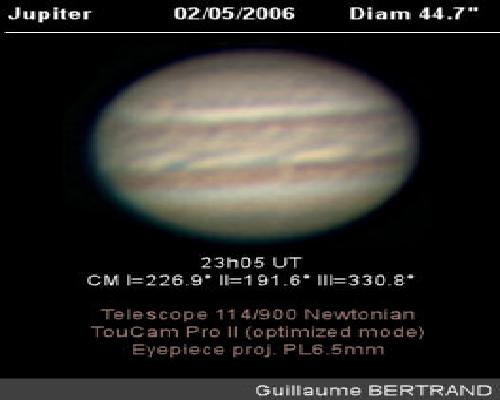 Jupiter 02/05/2006 Diam 44.7"
23h05 UT
CM I=226.9° II=191.6° III=330.8°
Telescope 114/900 Newtonian
TouCam Pro II (optimized mode)
Eyepiece proj. PL6.5mm
Guillaume BERTRAND